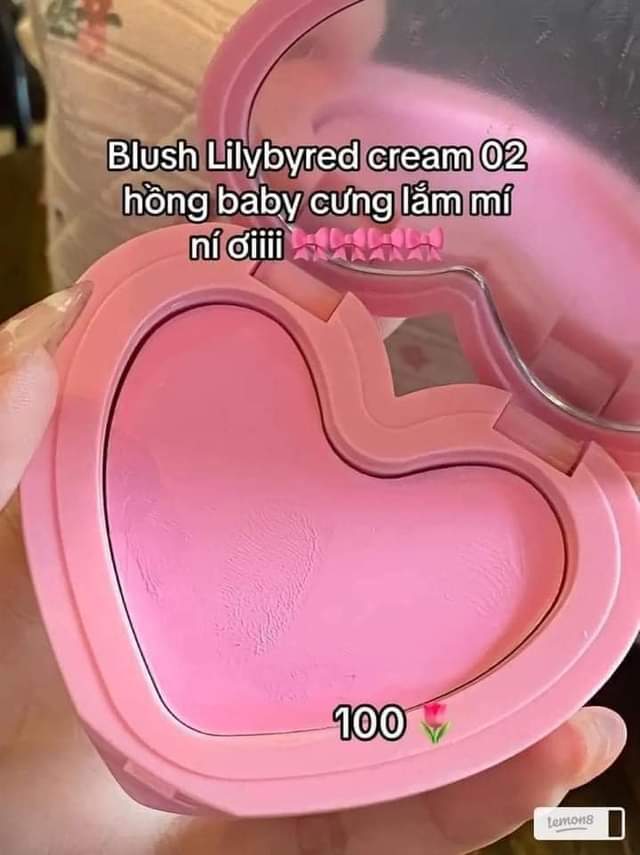 Blush Lilybyred cream 02
hồng baby cưng lắm mí
ní ơiiii 🎀🎀🎀🎀
100 🌷
lemon8